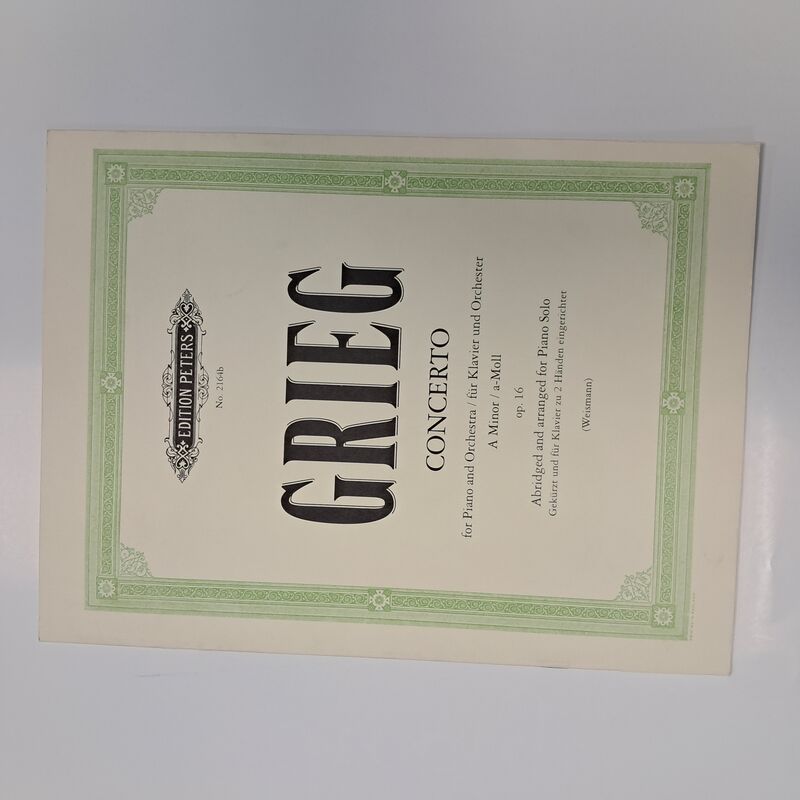 EDITION PETERS
No. 2164b
GRIEG
CONCERTO
for Piano and Orchestra / für Klavier und Orchester
A Minor / a-Moll
op. 16
Abridged and arranged for Piano Solo
Gekürzt und für Klavier zu 2 Händen eingerichtet
(Weismann)